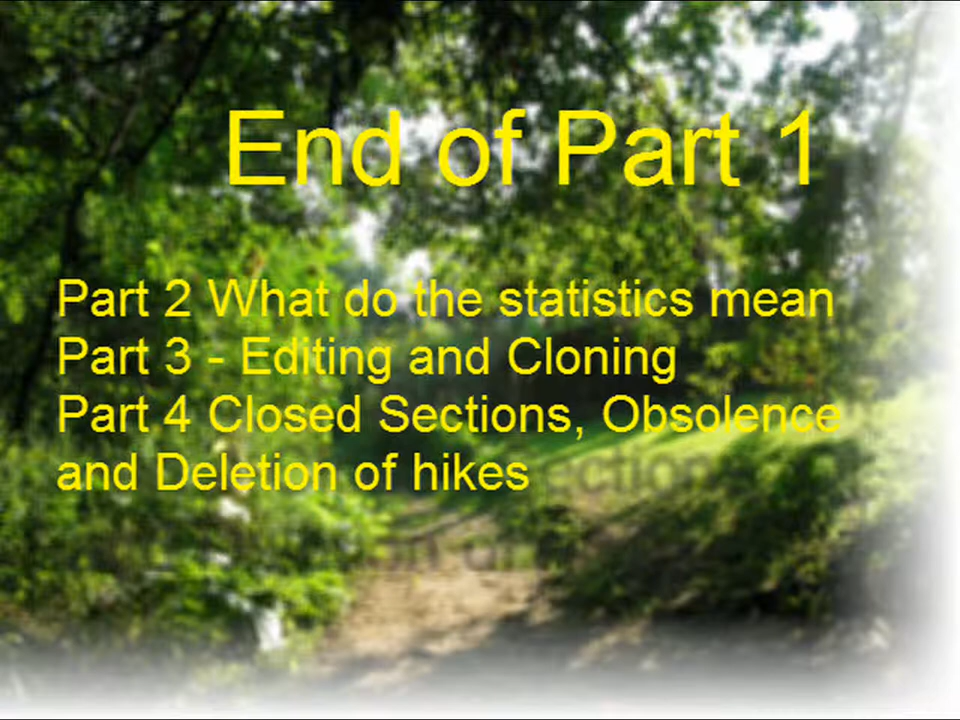 End of Part 1
Part 2 What do the statistics mean
Part 3 - Editing and Cloning
Part 4 Closed Sections, Obsolence
and Deletion of hikes